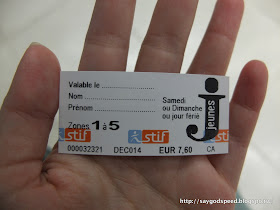 Valable le ........................
Nom ........................
Prénom ........................
Samedi
ou Dimanche
ou jour férié
jeunes
Zones 1 à 5
stif stif stif
000032321 DEC014 EUR 7,60 CA
http://saygodspeed.blogspot.com